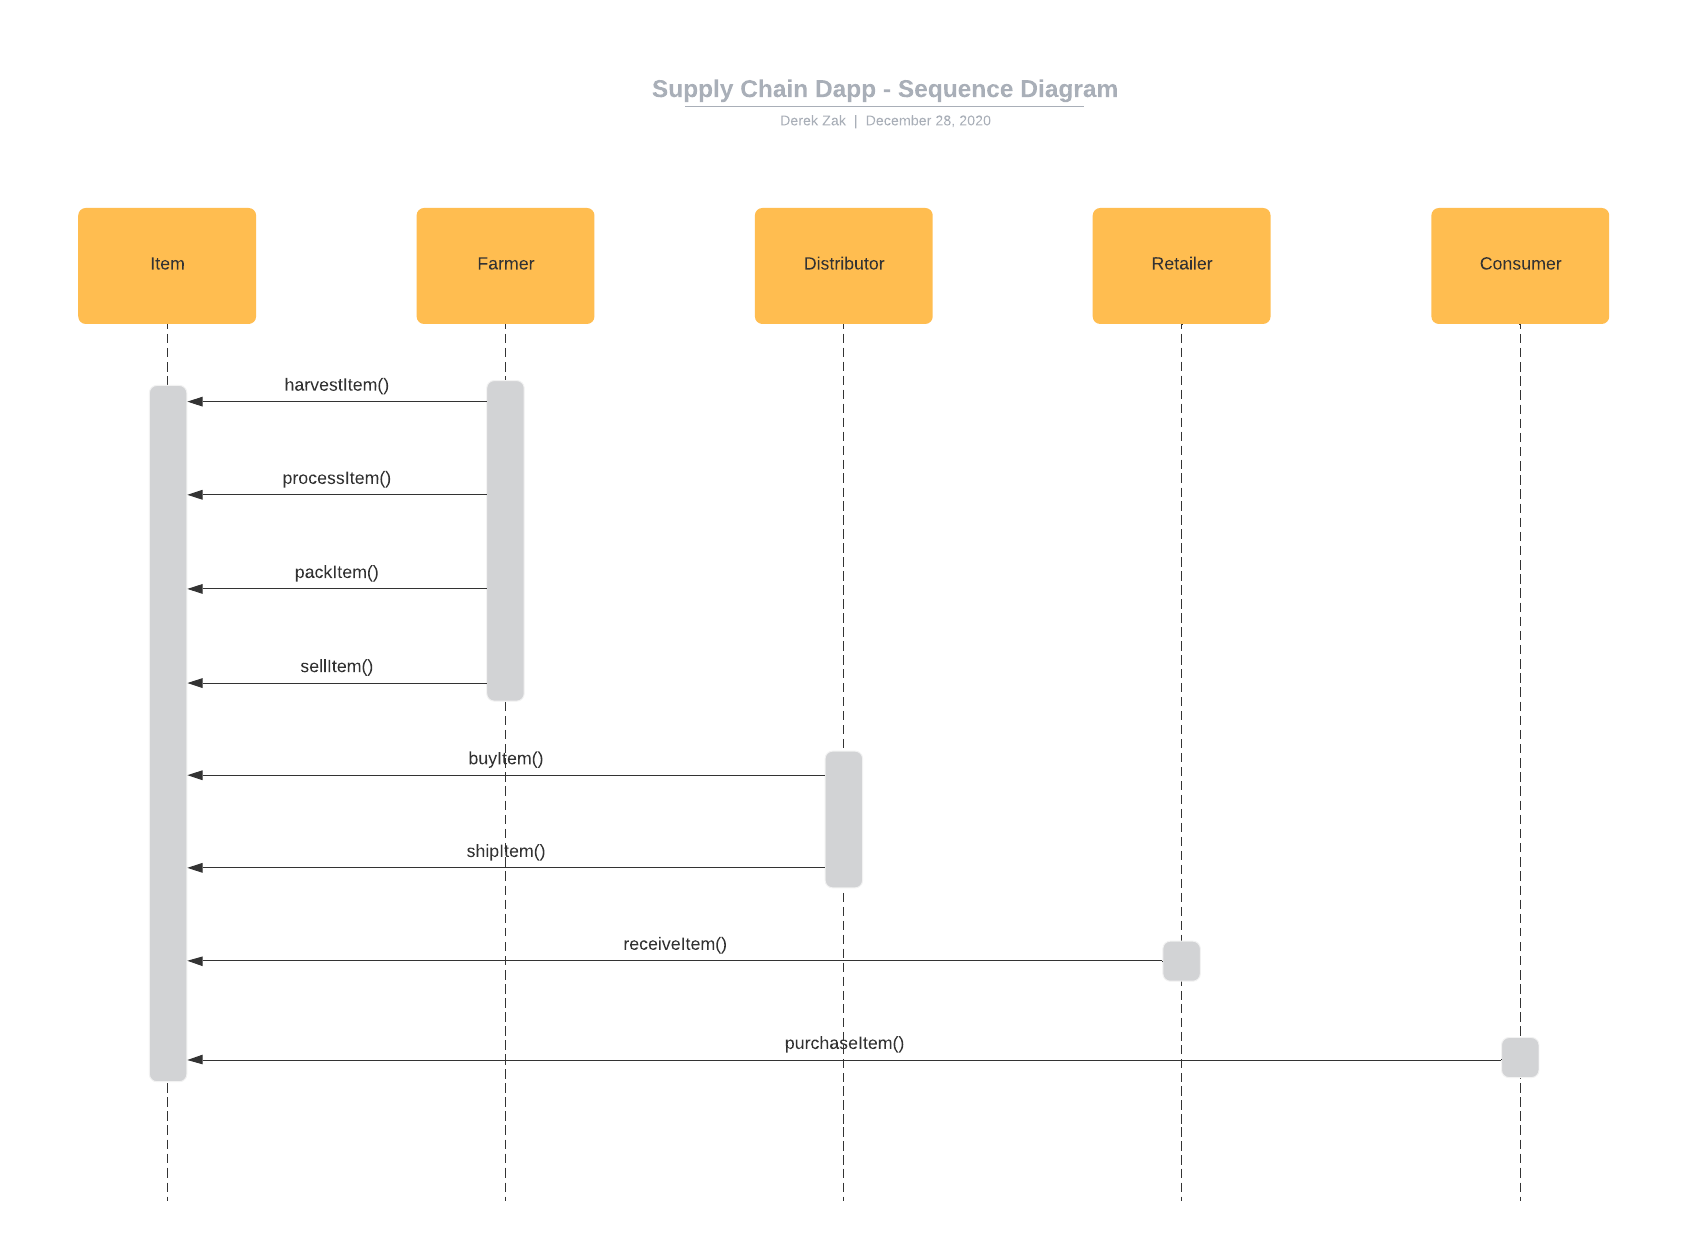 Supply Chain Dapp - Sequence Diagram
Derek Zak | December 28, 2020
Item
Farmer
Distributor
Retailer
Consumer
harvestItem()
processItem()
packItem()
sellItem()
buyItem()
shipItem()
receiveItem()
purchaseItem()